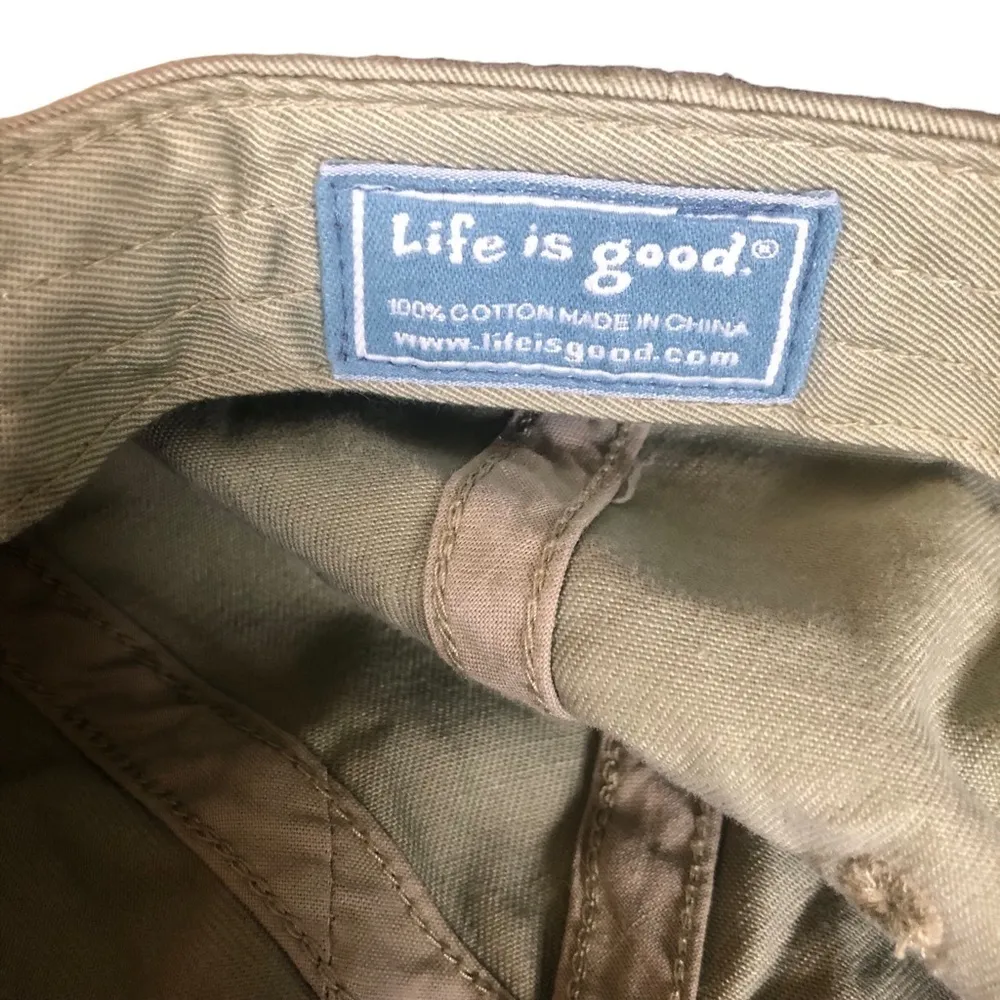 Life is good.®
100% COTTON MADE IN CHINA
www.lifeisgood.com